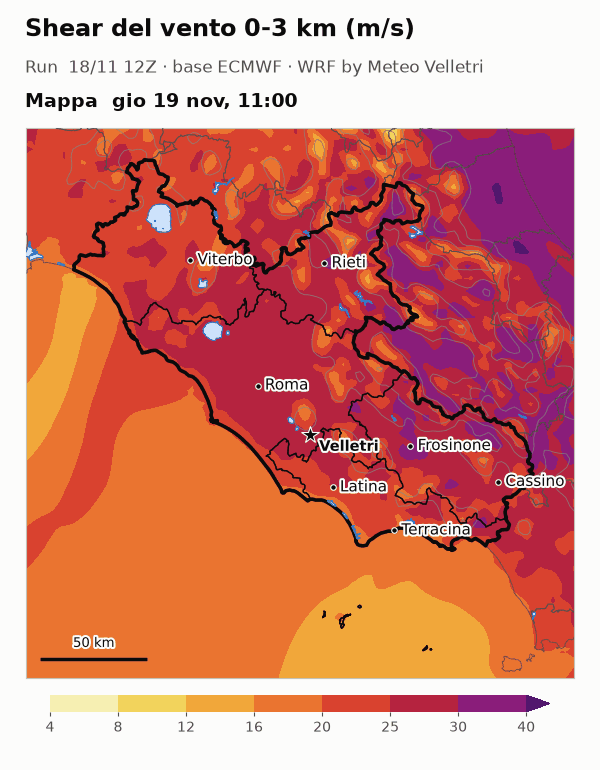 Shear del vento 0-3 km (m/s)
Run  18/11 12Z · base ECMWF · WRF by Meteo Velletri
Mappa  gio 19 nov, 11:00
Viterbo
Rieti
Roma
Velletri
Frosinone
Latina
Cassino
Terracina
50 km
4 8 12 16 20 25 30 40